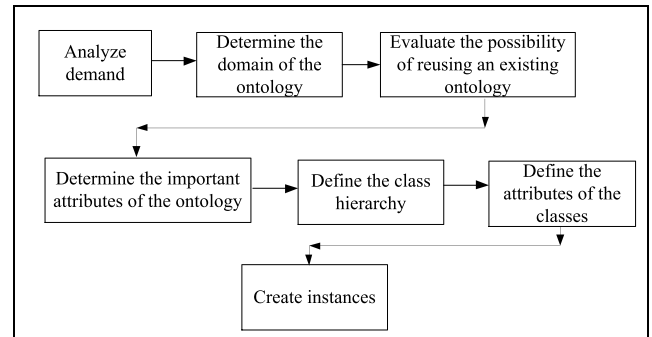 Analyze
demand
Determine the
domain of the
ontology
Evaluate the possibility
of reusing an existing
ontology
Determine the important
attributes of the ontology
Define the class
hierarchy
Define the
attributes of the
classes
Create instances